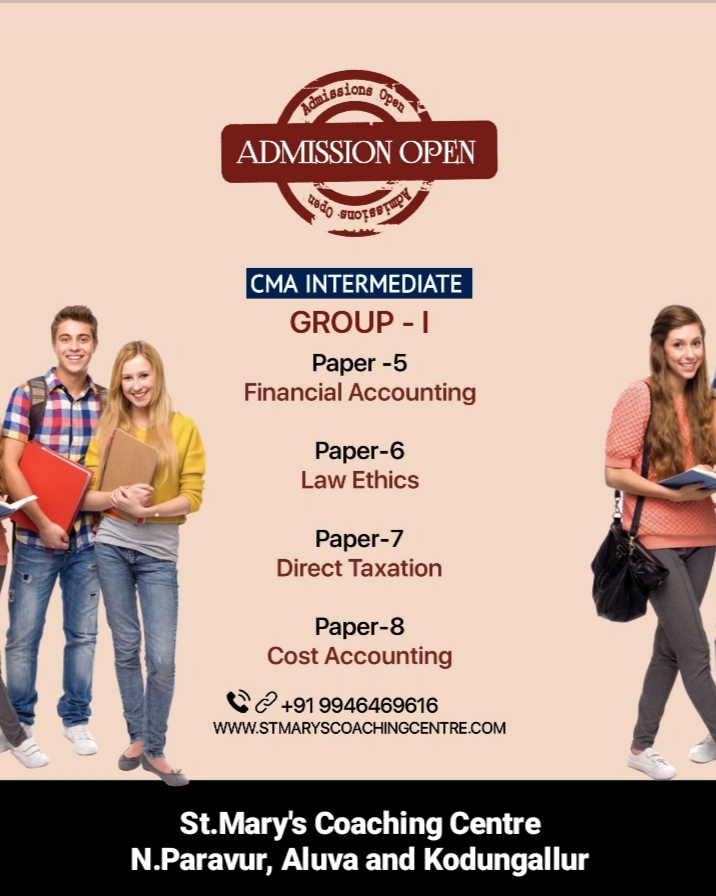 Admissions Open
ADMISSION OPEN
Admissions Open
CMA INTERMEDIATE
GROUP - I
Paper -5
Financial Accounting
Paper-6
Law Ethics
Paper-7
Direct Taxation
Paper-8
Cost Accounting
+91 9946469616
WWW.STMARYSCOACHINGCENTRE.COM
St.Mary's Coaching Centre
N.Paravur, Aluva and Kodungallur